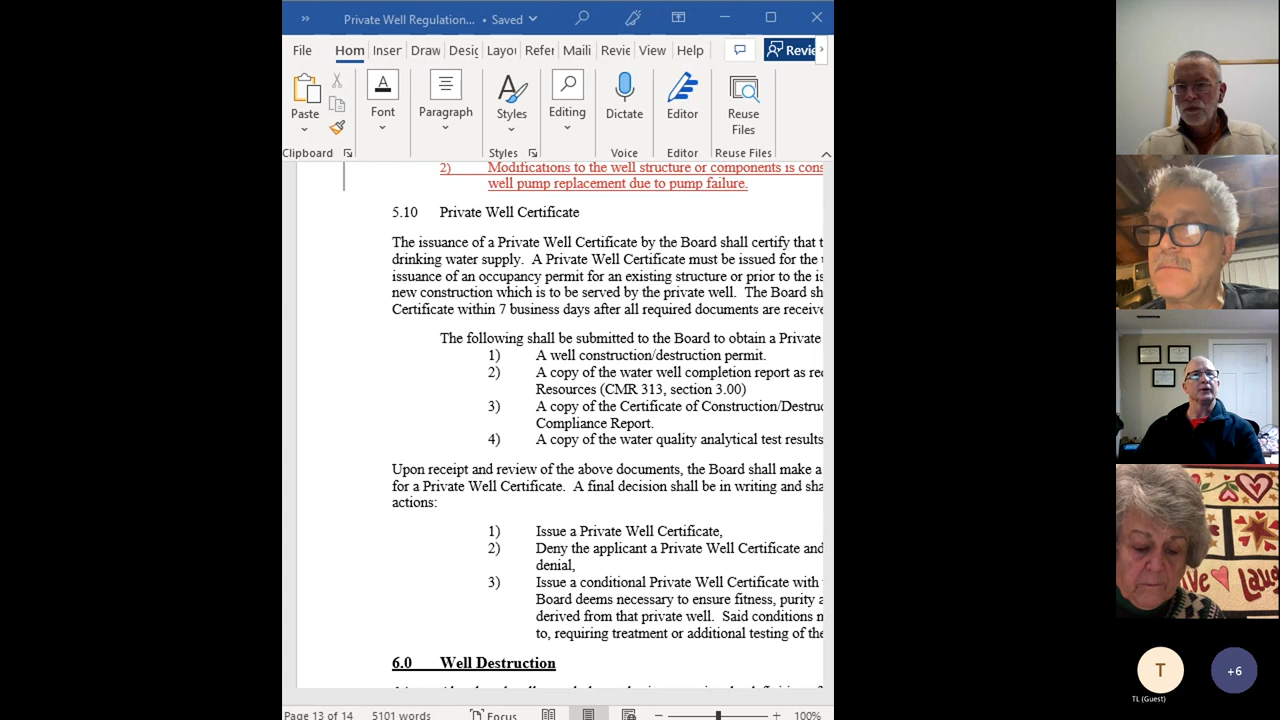 » Private Well Regulation... • Saved
File Hom Inser Draw Desig Layou Refer Maili Revie View Help Revie
Paste Font Paragraph Styles Editing Dictate Editor Reuse Files
Clipboard Styles Voice Editor Reuse Files
2) Modifications to the well structure or components is cons
well pump replacement due to pump failure.
5.10 Private Well Certificate
The issuance of a Private Well Certificate by the Board shall certify that t
drinking water supply. A Private Well Certificate must be issued for the u
issuance of an occupancy permit for an existing structure or prior to the is
new construction which is to be served by the private well. The Board sh
Certificate within 7 business days after all required documents are receive
The following shall be submitted to the Board to obtain a Private
1) A well construction/destruction permit.
2) A copy of the water well completion report as rec
Resources (CMR 313, section 3.00)
3) A copy of the Certificate of Construction/Destruc
Compliance Report.
4) A copy of the water quality analytical test results
Upon receipt and review of the above documents, the Board shall make a
for a Private Well Certificate. A final decision shall be in writing and sha
actions:
1) Issue a Private Well Certificate,
2) Deny the applicant a Private Well Certificate and
denial,
3) Issue a conditional Private Well Certificate with
Board deems necessary to ensure fitness, purity a
derived from that private well. Said conditions n
to, requiring treatment or additional testing of the
6.0 Well Destruction
Page 13 of 14 5101 words Focus 100%
ve Laug
T +6
TL (Guest)